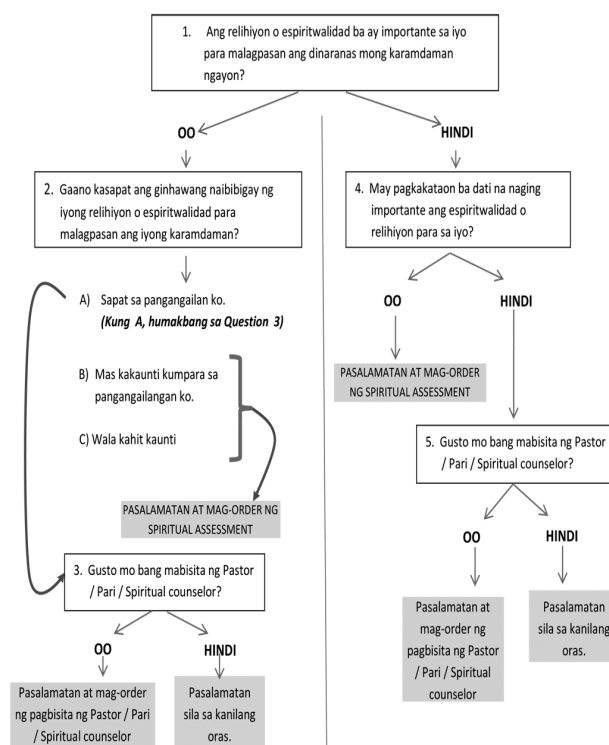 1. Ang relihiyon o espiritwalidad ba ay importante sa iyo
para malagpasan ang dinaranas mong karamdaman
ngayon?
OO
HINDI
2. Gaano kasapat ang ginhawang naibibigay ng
iyong relihiyon o espiritwalidad para
malagpasan ang iyong karamdaman?
A) Sapat sa pangangailan ko.
(Kung A, humakbang sa Question 3)
B) Mas kakaunti kumpara sa
pangangailangan ko.
C) Wala kahit kaunti
PASALAMATAN AT MAG-ORDER NG
SPIRITUAL ASSESSMENT
3. Gusto mo bang mabisita ng Pastor
/ Pari / Spiritual counselor?
OO
HINDI
Pasalamatan at mag-order
ng pagbisita ng Pastor / Pari
/ Spiritual counselor
Pasalamatan
sila sa kanilang
oras.
4. May pagkakataon ba dati na naging
importante ang espiritwalidad o
relihiyon para sa iyo?
OO
HINDI
PASALAMATAN AT MAG-ORDER
NG SPIRITUAL ASSESSMENT
5. Gusto mo bang mabisita ng Pastor
/ Pari / Spiritual counselor?
OO
HINDI
Pasalamatan at
mag-order ng
pagbisita ng Pastor
/ Pari / Spiritual
counselor
Pasalamatan
sila sa kanilang
oras.